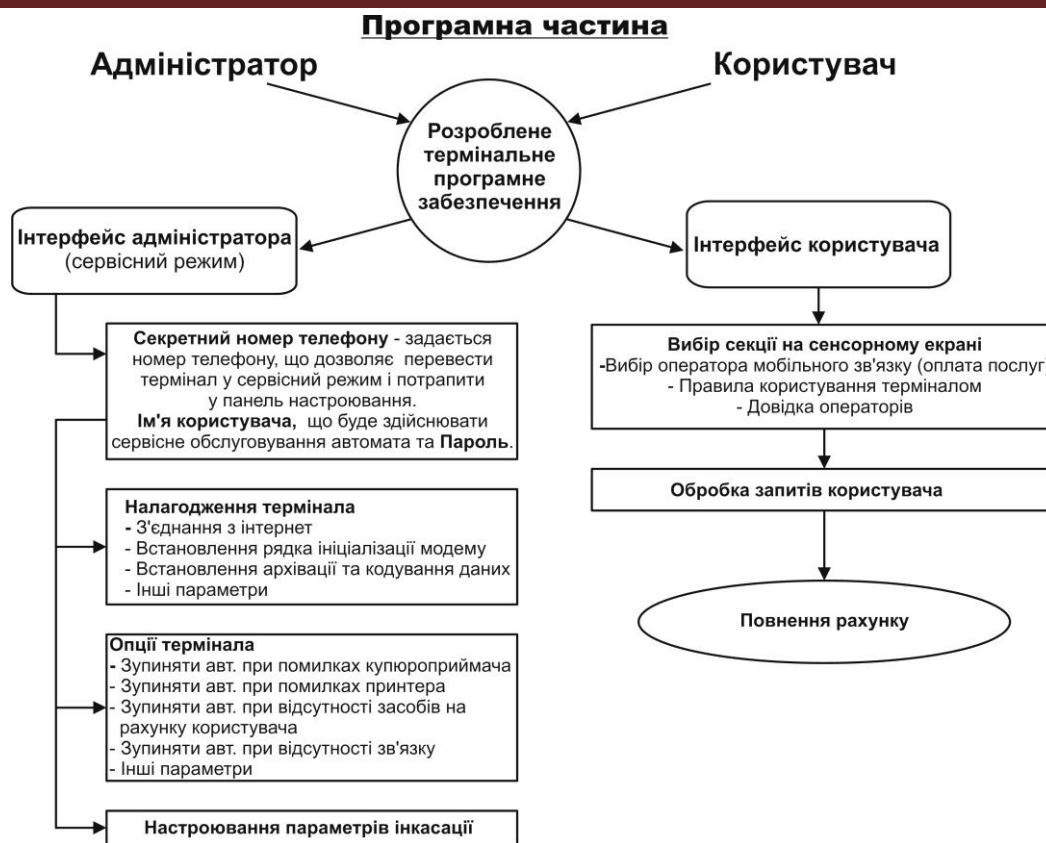 Програмна частина
Адміністратор
Користувач
Розроблене
термінальне
програмне
забезпечення
Інтерфейс адміністратора
(сервісний режим)
Секретний номер телефону - задається
номер телефону, що дозволяє перевести
термінал у сервісний режим і потрапити
у панель настроювання.
Ім'я користувача, що буде здійснювати
сервісне обслуговування автомата та Пароль.
Налагодження термінала
- З'єднання з інтернет
- Встановлення рядка ініціалізації модему
- Встановлення архівації та кодування даних
- Інші параметри
Опції термінала
- Зупиняти авт. при помилках купюроприймача
- Зупиняти авт. при помилках принтера
- Зупиняти авт. при відсутності засобів на
рахунку користувача
- Зупиняти авт. при відсутності зв'язку
- Інші параметри
Настроювання параметрів інкасації
Інтерфейс користувача
Вибір секції на сенсорному екрані
-Вибір оператора мобільного зв'язку (оплата послуг)
- Правила користування терміналом
- Довідка операторів
Обробка запитів користувача
Повнення рахунку